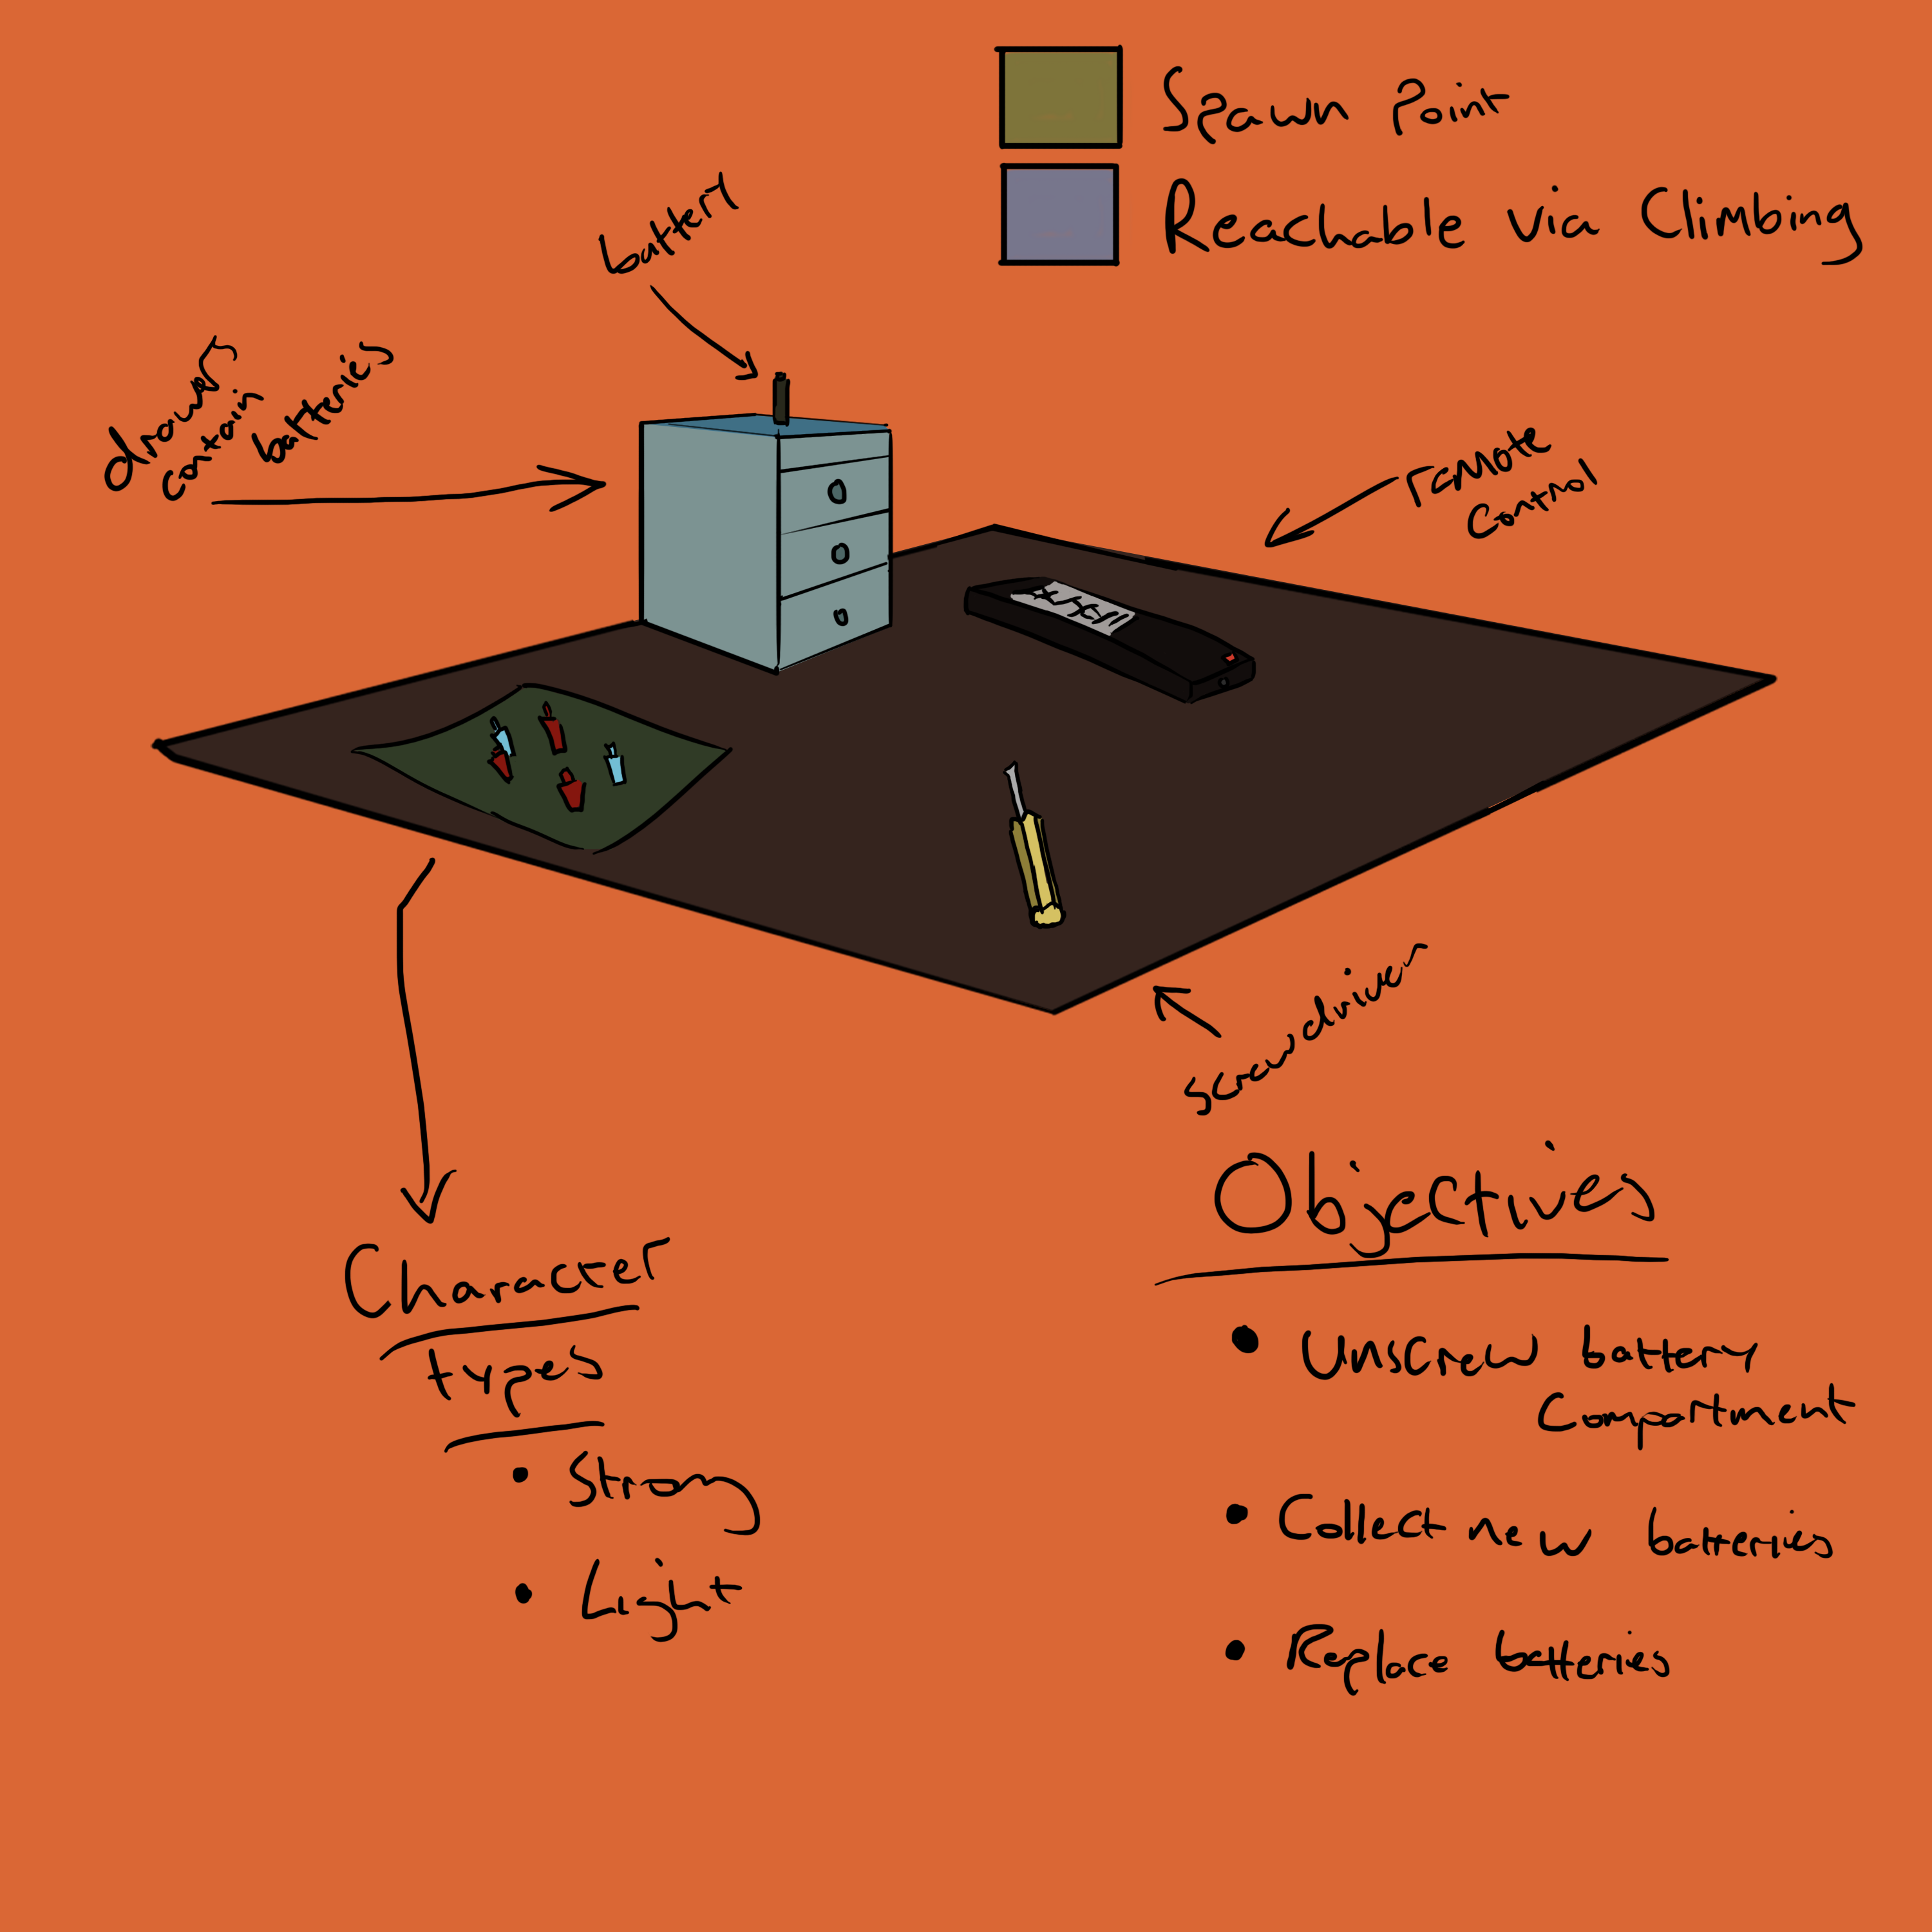 Spawn Point
Reachable via Climbing
battery
drawers
contain
batteries
remote
control
Screwdriver
Character
types
• Strong
• Light
Objectives
• Unscrew battery
compartment
• Collect new batteries
• Replace batteries